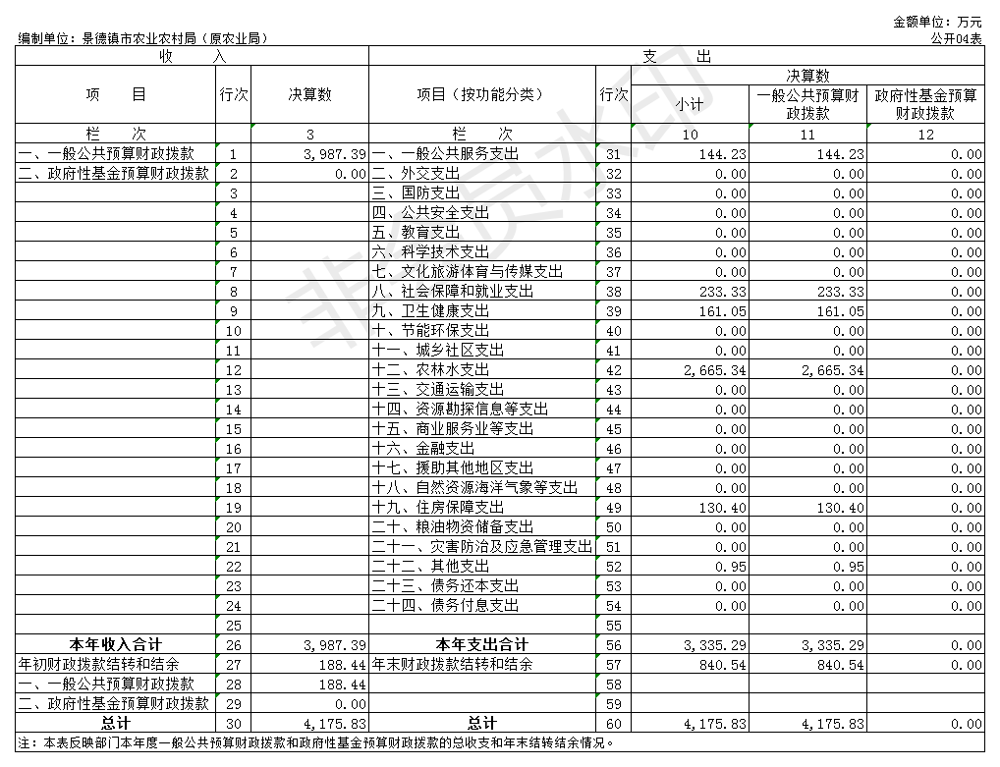 金额单位：万元
编制单位：景德镇市农业农村局（原农业局） 公开04表
收 入 支 出
项 目 行次 决算数 项目（按功能分类） 行次 决算数
小计 一般公共预算财政拨款 政府性基金预算财政拨款
栏 次 3 栏 次 10 11 12
一、一般公共预算财政拨款 1 3,987.39 一、一般公共服务支出 31 144.23 144.23 0.00
二、政府性基金预算财政拨款 2 0.00 二、外交支出 32 0.00 0.00 0.00
3 三、国防支出 33 0.00 0.00 0.00
4 四、公共安全支出 34 0.00 0.00 0.00
5 五、教育支出 35 0.00 0.00 0.00
6 六、科学技术支出 36 0.00 0.00 0.00
7 七、文化旅游体育与传媒支出 37 0.00 0.00 0.00
8 八、社会保障和就业支出 38 233.33 233.33 0.00
9 九、卫生健康支出 39 161.05 161.05 0.00
10 十、节能环保支出 40 0.00 0.00 0.00
11 十一、城乡社区支出 41 0.00 0.00 0.00
12 十二、农林水支出 42 2,665.34 2,665.34 0.00
13 十三、交通运输支出 43 0.00 0.00 0.00
14 十四、资源勘探信息等支出 44 0.00 0.00 0.00
15 十五、商业服务业等支出 45 0.00 0.00 0.00
16 十六、金融支出 46 0.00 0.00 0.00
17 十七、援助其他地区支出 47 0.00 0.00 0.00
18 十八、自然资源海洋气象等支出 48 0.00 0.00 0.00
19 十九、住房保障支出 49 130.40 130.40 0.00
20 二十、粮油物资储备支出 50 0.00 0.00 0.00
21 二十一、灾害防治及应急管理支出 51 0.00 0.00 0.00
22 二十二、其他支出 52 0.95 0.95 0.00
23 二十三、债务还本支出 53 0.00 0.00 0.00
24 二十四、债务付息支出 54 0.00 0.00 0.00
25 55
本年收入合计 26 3,987.39 本年支出合计 56 3,335.29 3,335.29 0.00
年初财政拨款结转和结余 27 188.44 年末财政拨款结转和结余 57 840.54 840.54 0.00
一、一般公共预算财政拨款 28 188.44 58
二、政府性基金预算财政拨款 29 0.00 59
总计 30 4,175.83 总计 60 4,175.83 4,175.83 0.00
注：本表反映部门本年度一般公共预算财政拨款和政府性基金预算财政拨款的总收支和年末结转结余情况。
非会员水印